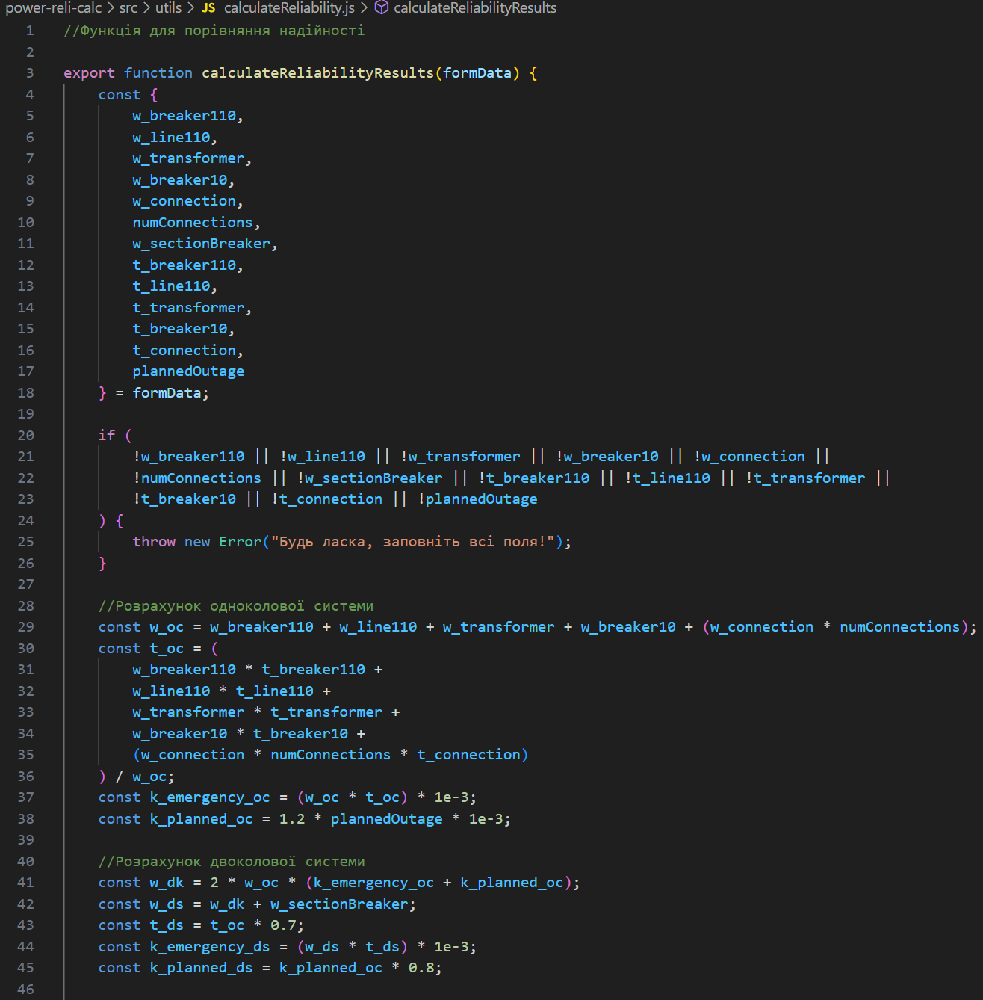 power-reli-calc > src > utils > JS calculateReliability.js > calculateReliabilityResults
1 //Функція для порівняння надійності
2
3 export function calculateReliabilityResults(formData) {
4     const {
5         w_breaker110,
6         w_line110,
7         w_transformer,
8         w_breaker10,
9         w_connection,
10         numConnections,
11         w_sectionBreaker,
12         t_breaker110,
13         t_line110,
14         t_transformer,
15         t_breaker10,
16         t_connection,
17         plannedOutage
18     } = formData;
19
20     if (
21         !w_breaker110 || !w_line110 || !w_transformer || !w_breaker10 || !w_connection ||
22         !numConnections || !w_sectionBreaker || !t_breaker110 || !t_line110 || !t_transformer ||
23         !t_breaker10 || !t_connection || !plannedOutage
24     ) {
25         throw new Error("Будь ласка, заповніть всі поля!");
26     }
27
28     //Розрахунок одноколової системи
29     const w_oc = w_breaker110 + w_line110 + w_transformer + w_breaker10 + (w_connection * numConnections);
30     const t_oc = (
31         w_breaker110 * t_breaker110 +
32         w_line110 * t_line110 +
33         w_transformer * t_transformer +
34         w_breaker10 * t_breaker10 +
35         (w_connection * numConnections * t_connection)
36     ) / w_oc;
37     const k_emergency_oc = (w_oc * t_oc) * 1e-3;
38     const k_planned_oc = 1.2 * plannedOutage * 1e-3;
39
40     //Розрахунок двоколової системи
41     const w_dk = 2 * w_oc * (k_emergency_oc + k_planned_oc);
42     const w_ds = w_dk + w_sectionBreaker;
43     const t_ds = t_oc * 0.7;
44     const k_emergency_ds = (w_ds * t_ds) * 1e-3;
45     const k_planned_ds = k_planned_oc * 0.8;
46